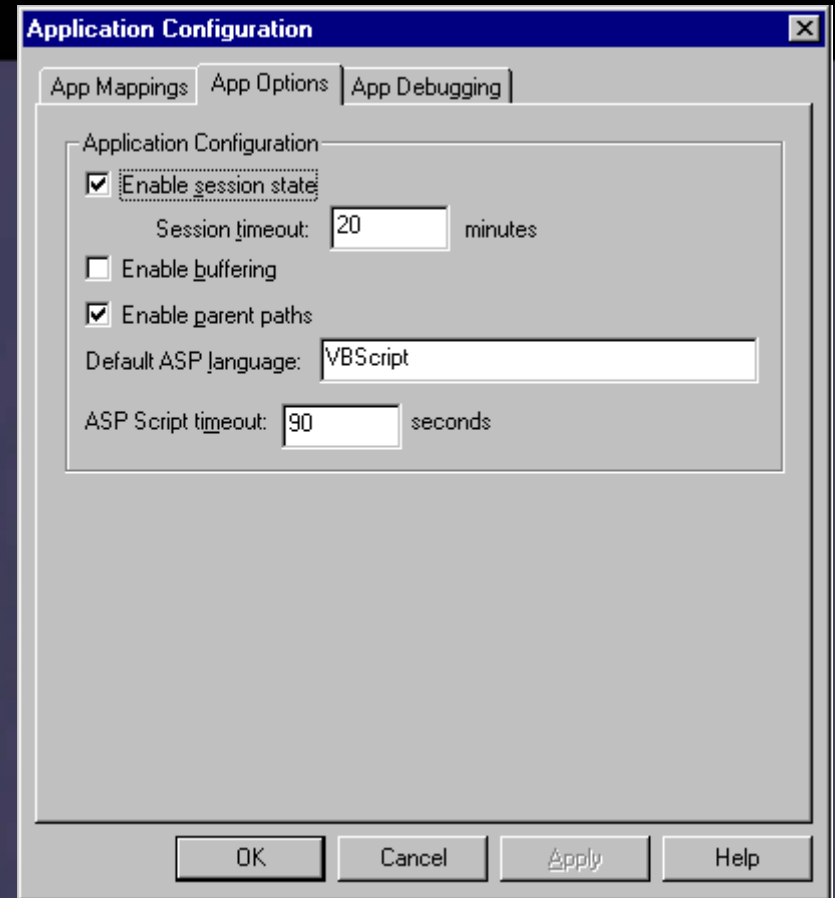 Application Configuration
App Mappings App Options App Debugging
Application Configuration
Enable session state
Session timeout: 20 minutes
Enable buffering
Enable parent paths
Default ASP language: VBScript
ASP Script timeout: 90 seconds
OK Cancel Apply Help